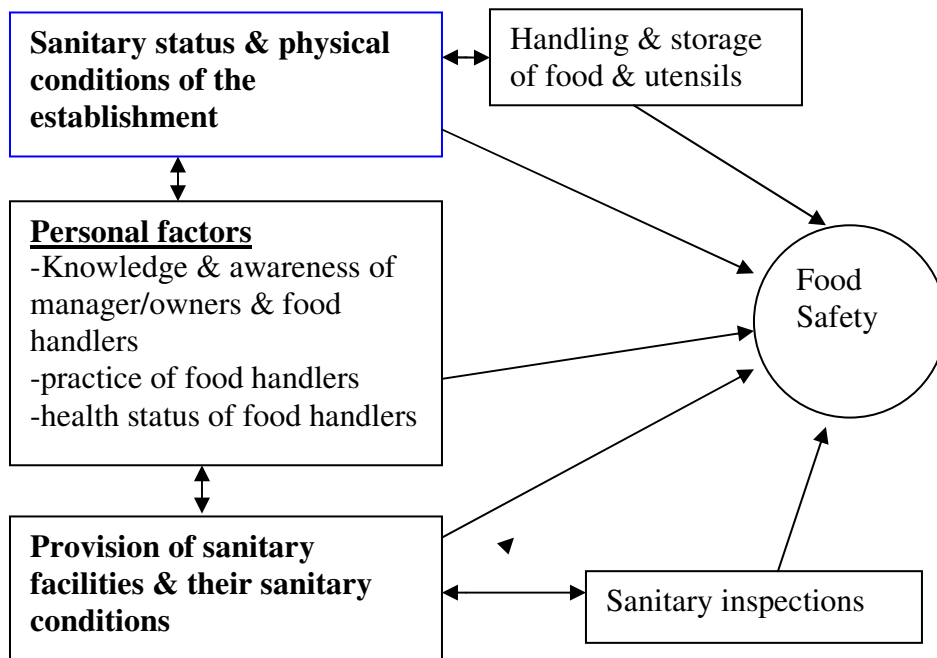 Sanitary status & physical
conditions of the
establishment
Handling & storage
of food & utensils
Personal factors
-Knowledge & awareness of
manager/owners & food
handlers
-practice of food handlers
-health status of food handlers
Food
Safety
Provision of sanitary
facilities & their sanitary
conditions
Sanitary inspections